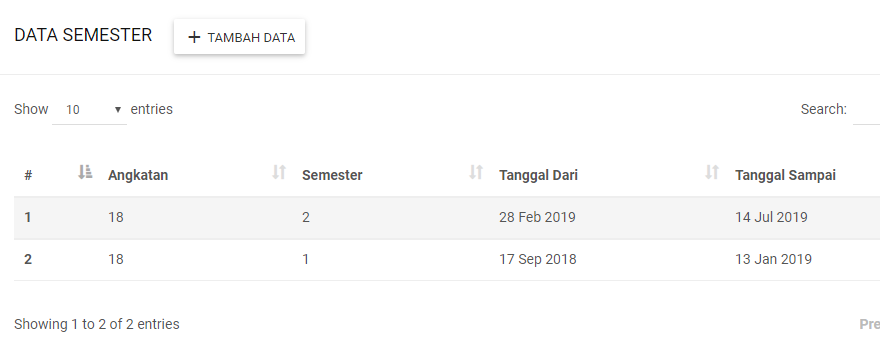 DATA SEMESTER + TAMBAH DATA
Show 10 entries Search:
# Angkatan Semester Tanggal Dari Tanggal Sampai
1 18 2 28 Feb 2019 14 Jul 2019
2 18 1 17 Sep 2018 13 Jan 2019
Showing 1 to 2 of 2 entries Pre